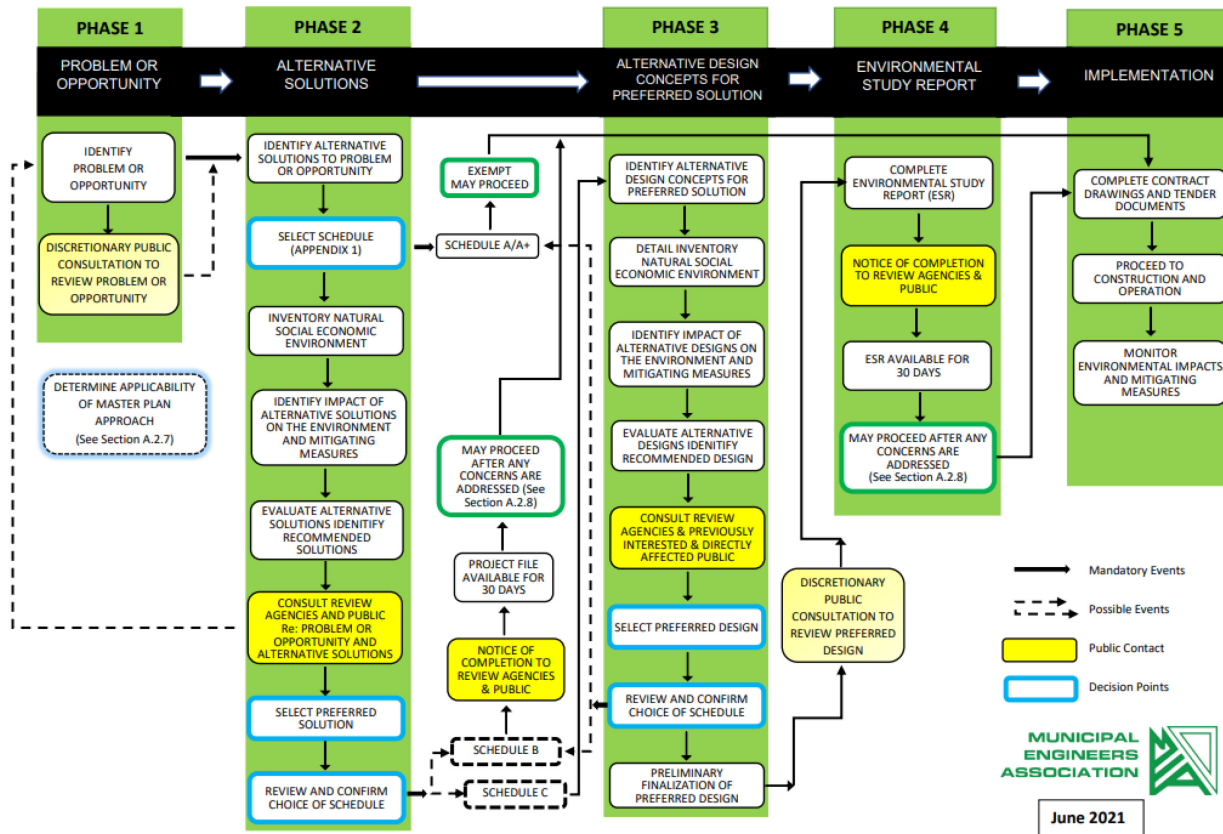 PHASE 1
PHASE 2
PHASE 3
PHASE 4
PHASE 5
PROBLEM OR
OPPORTUNITY
ALTERNATIVE
SOLUTIONS
ALTERNATIVE DESIGN
CONCEPTS FOR
PREFERRED SOLUTION
ENVIRONMENTAL
STUDY REPORT
IMPLEMENTATION
IDENTIFY
PROBLEM OR
OPPORTUNITY
DISCRETIONARY PUBLIC
CONSULTATION TO
REVIEW PROBLEM OR
OPPORTUNITY
DETERMINE APPLICABILITY
OF MASTER PLAN
APPROACH
(See Section A.2.7)
IDENTIFY ALTERNATIVE
SOLUTIONS TO PROBLEM
OR OPPORTUNITY
SELECT SCHEDULE
(APPENDIX 1)
INVENTORY NATURAL
SOCIAL ECONOMIC
ENVIRONMENT
IDENTIFY IMPACT OF
ALTERNATIVE SOLUTIONS
ON THE ENVIRONMENT
AND MITIGATING
MEASURES
EVALUATE ALTERNATIVE
SOLUTIONS IDENTIFY
RECOMMENDED
SOLUTIONS
CONSULT REVIEW
AGENCIES AND PUBLIC
Re: PROBLEM OR
OPPORTUNITY AND
ALTERNATIVE SOLUTIONS
SELECT PREFERRED
SOLUTION
REVIEW AND CONFIRM
CHOICE OF SCHEDULE
EXEMPT
MAY PROCEED
SCHEDULE A/A+
MAY PROCEED
AFTER ANY
CONCERNS ARE
ADDRESSED (See
Section A.2.8)
PROJECT FILE
AVAILABLE FOR
30 DAYS
NOTICE OF
COMPLETION TO
REVIEW AGENCIES
& PUBLIC
SCHEDULE B
SCHEDULE C
IDENTIFY ALTERNATIVE
DESIGN CONCEPTS FOR
PREFERRED SOLUTION
DETAIL INVENTORY
NATURAL SOCIAL
ECONOMIC ENVIRONMENT
IDENTIFY IMPACT OF
ALTERNATIVE DESIGNS ON
THE ENVIRONMENT AND
MITIGATING MEASURES
EVALUATE ALTERNATIVE
DESIGNS IDENTIFY
RECOMMENDED DESIGN
CONSULT REVIEW
AGENCIES & PREVIOUSLY
INTERESTED & DIRECTLY
AFFECTED PUBLIC
SELECT PREFERRED DESIGN
REVIEW AND CONFIRM
CHOICE OF SCHEDULE
PRELIMINARY
FINALIZATION OF
PREFERRED DESIGN
DISCRETIONARY
PUBLIC
CONSULTATION TO
REVIEW PREFERRED
DESIGN
COMPLETE
ENVIRONMENTAL STUDY
REPORT (ESR)
NOTICE OF COMPLETION
TO REVIEW AGENCIES &
PUBLIC
ESR AVAILABLE FOR
30 DAYS
MAY PROCEED AFTER ANY
CONCERNS ARE
ADDRESSED
(See Section A.2.8)
COMPLETE CONTRACT
DRAWINGS AND TENDER
DOCUMENTS
PROCEED TO
CONSTRUCTION AND
OPERATION
MONITOR
ENVIRONMENTAL IMPACTS
AND MITIGATING
MEASURES
Mandatory Events
Possible Events
Public Contact
Decision Points
MUNICIPAL
ENGINEERS
ASSOCIATION
June 2021